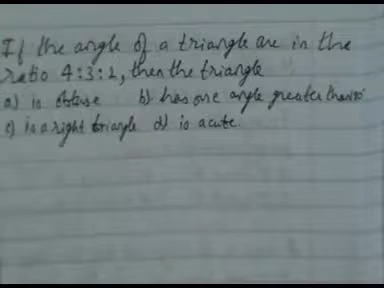 If the angle of a triangle are in the
ratio 4:3:2, then the triangle
a) is obtuse b) has one angle greater than
c) is a right triangle d) is acute.